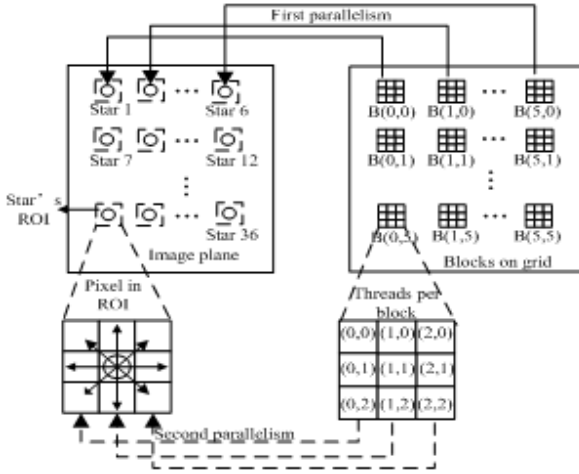 First parallelism
Star 1 ... Star 6
Star 7 ... Star 12
Star 36
Star's ROI
Image plane
B(0,0) B(1,0) ... B(5,0)
B(0,1) B(1,1) ... B(5,1)
B(0,5) B(1,5) ... B(5,5)
Blocks on grid
Pixel in
ROI
Threads per
block
(0,0) (1,0) (2,0)
(0,1) (1,1) (2,1)
(0,2) (1,2) (2,2)
Second parallelism